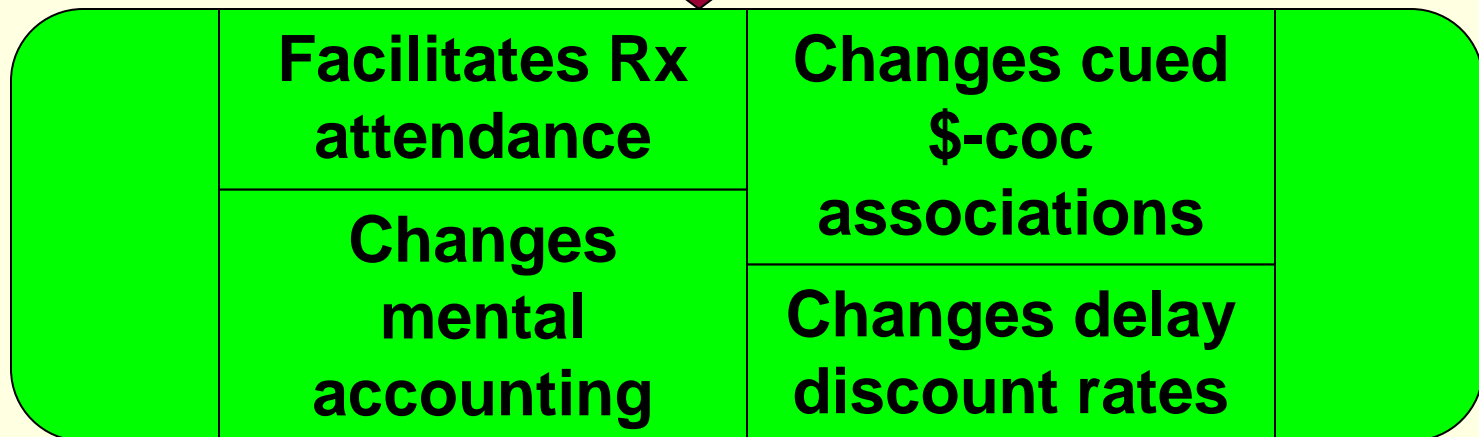 Facilitates Rx
attendance
Changes
mental
accounting
Changes cued
$-coc
associations
Changes delay
discount rates